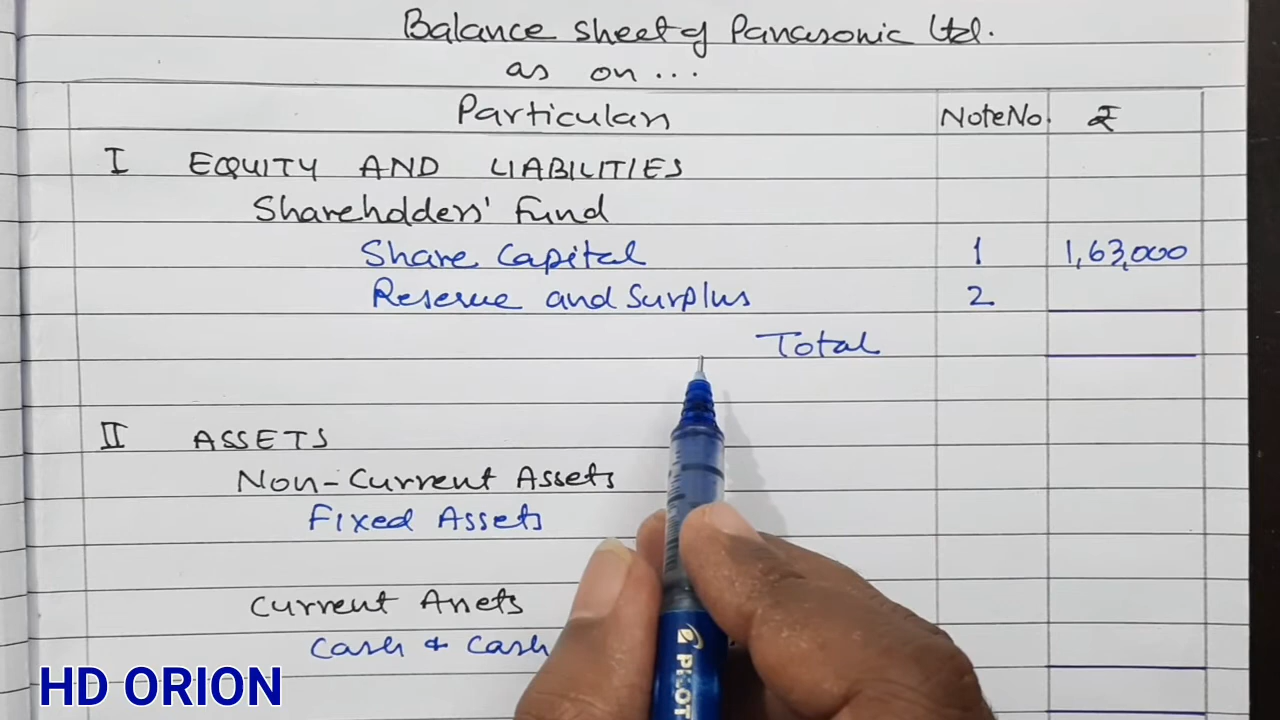 Balance Sheet of Panasonic Ltd.
as on...
Particulars Note No. ₹
I EQUITY AND LIABILITIES
Shareholders' Fund
Share Capital 1 1,63,000
Reserve and Surplus 2
Total
II ASSETS
Non-Current Assets
Fixed Assets
Current Assets
Cash & Cash
PILOT
HD ORION